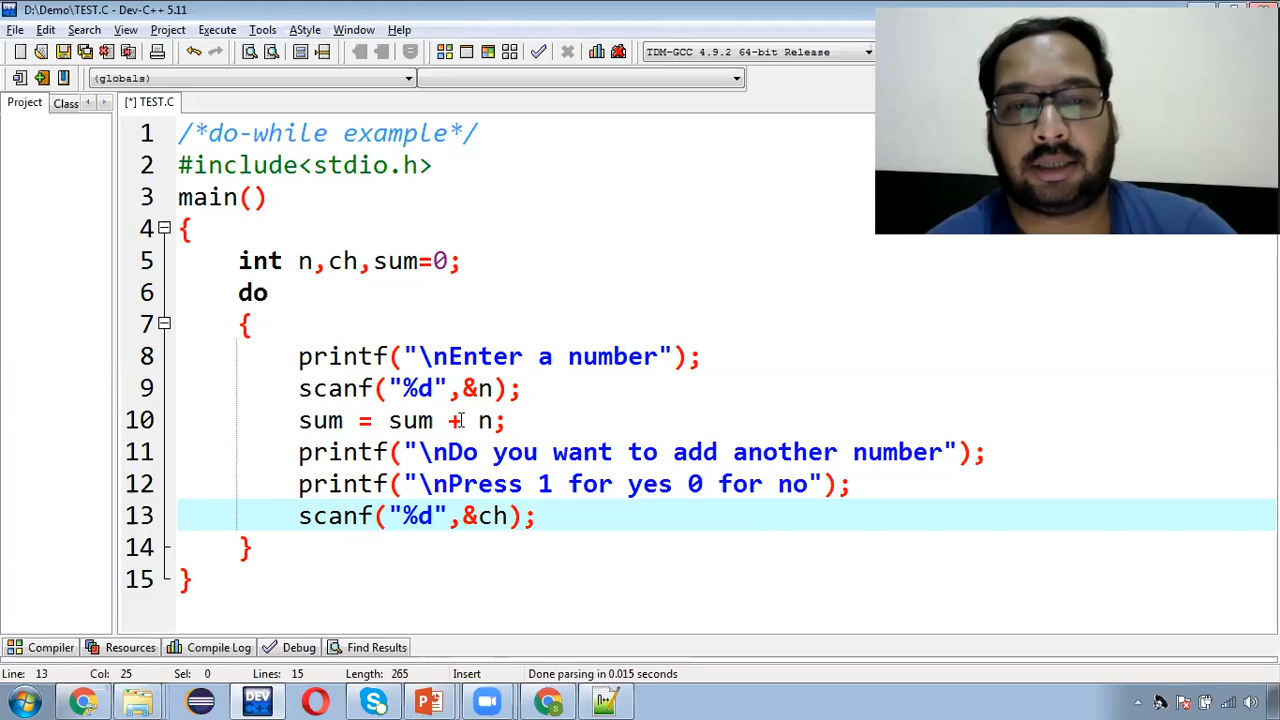 D:\Demo\TEST.C - Dev-C++ 5.11
File Edit Search View Project Execute Tools AStyle Window Help
TDM-GCC 4.9.2 64-bit Release
(globals)
Project Class [*] TEST.C
1 /*do-while example*/
2 #include<stdio.h>
3 main()
4 {
5 int n,ch,sum=0;
6 do
7 {
8 printf("\nEnter a number");
9 scanf("%d",&n);
10 sum = sum + n;
11 printf("\nDo you want to add another number");
12 printf("\nPress 1 for yes 0 for no");
13 scanf("%d",&ch);
14 }
15 }
Compiler Resources Compile Log Debug Find Results
Line: 13 Col: 25 Sel: 0 Lines: 15 Length: 265 Insert Done parsing in 0.015 seconds
DEV